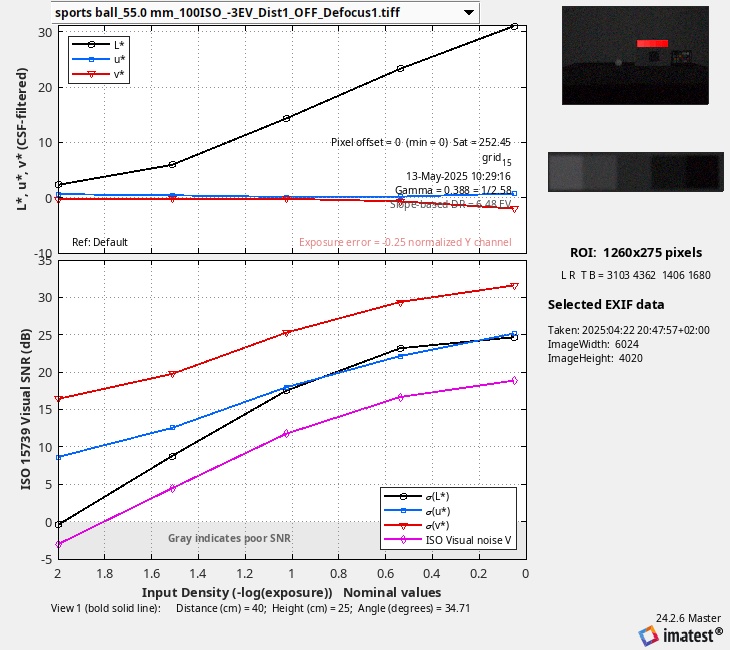 sports ball_55.0 mm_100ISO_-3EV_Dist1_OFF_Defocus1.tiff
L*, u*, v* (CSF-filtered)
30
20
10
0
-10
L*
u*
v*
Pixel offset = 0 (min = 0) Sat = 252.45
grid15
13-May-2025 10:29:16
Gamma = 0.388 = 1/2.58
Slope-based DR = 6.48 EV
Ref: Default
Exposure error = -0.25 normalized Y channel
ISO 15739 Visual SNR (dB)
35
30
25
20
15
10
5
0
-5
σ(L*)
σ(u*)
σ(v*)
ISO Visual noise V
Gray indicates poor SNR
2 1.8 1.6 1.4 1.2 1 0.8 0.6 0.4 0.2 0
Input Density (-log(exposure)) Nominal values
View 1 (bold solid line): Distance (cm) = 40; Height (cm) = 25; Angle (degrees) = 34.71
ROI: 1260x275 pixels
L R T B = 3103 4362 1406 1680
Selected EXIF data
Taken: 2025:04:22 20:47:57+02:00
ImageWidth: 6024
ImageHeight: 4020
24.2.6 Master
imatest®